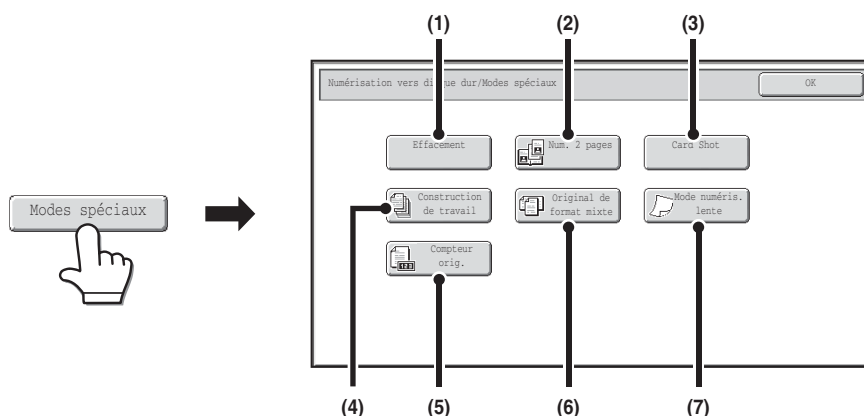 (1) (2) (3)
Numérisation vers disque dur/Modes spéciaux OK
Effacement Num. 2 pages Card Shot
Modes spéciaux
Construction
de travail
Original de
format mixte
Mode numéris.
lente
Compteur
orig.
123
(4) (5) (6) (7)